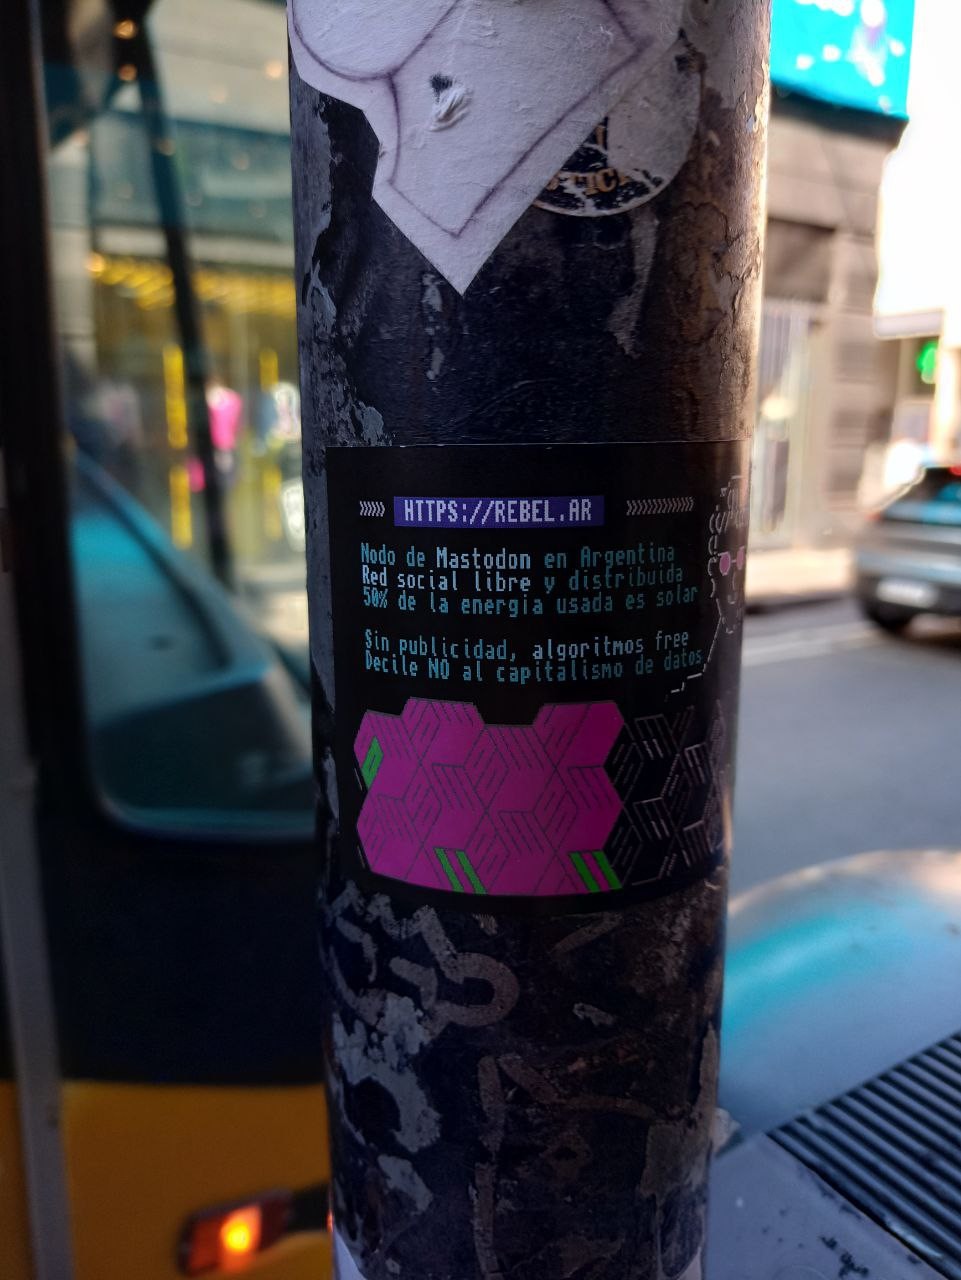 HTTPS://REBEL.AR
Nodo de Mastodon en Argentina
Red social libre y distribuida
50% de la energia usada es solar
Sin publicidad, algoritmos free
Decile NO al capitalismo de datos